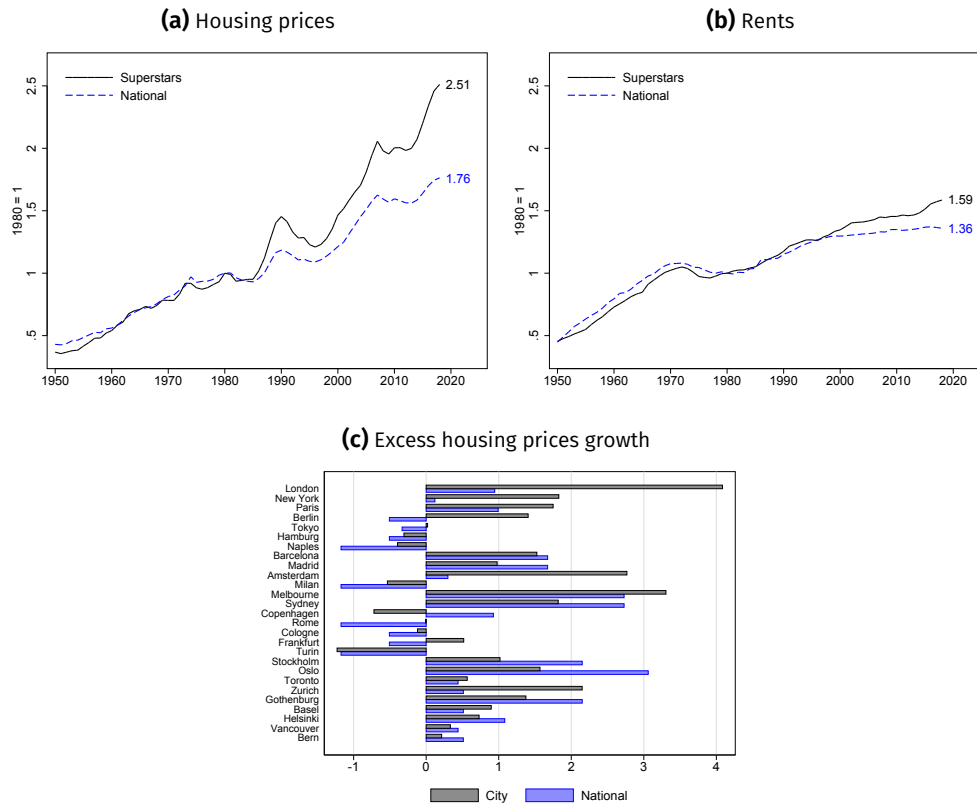 (a) Housing prices
Superstars
National
2.51
1.76
1980 = 1
2.5
2
1.5
1
.5
1950 1960 1970 1980 1990 2000 2010 2020
(b) Rents
Superstars
National
1.59
1.36
1980 = 1
2.5
2
1.5
1
.5
1950 1960 1970 1980 1990 2000 2010 2020
(c) Excess housing prices growth
London
New York
Paris
Berlin
Tokyo
Hamburg
Naples
Barcelona
Madrid
Amsterdam
Milan
Melbourne
Sydney
Copenhagen
Rome
Cologne
Frankfurt
Turin
Stockholm
Oslo
Toronto
Zurich
Gothenburg
Basel
Helsinki
Vancouver
Bern
-1 0 1 2 3 4
City National